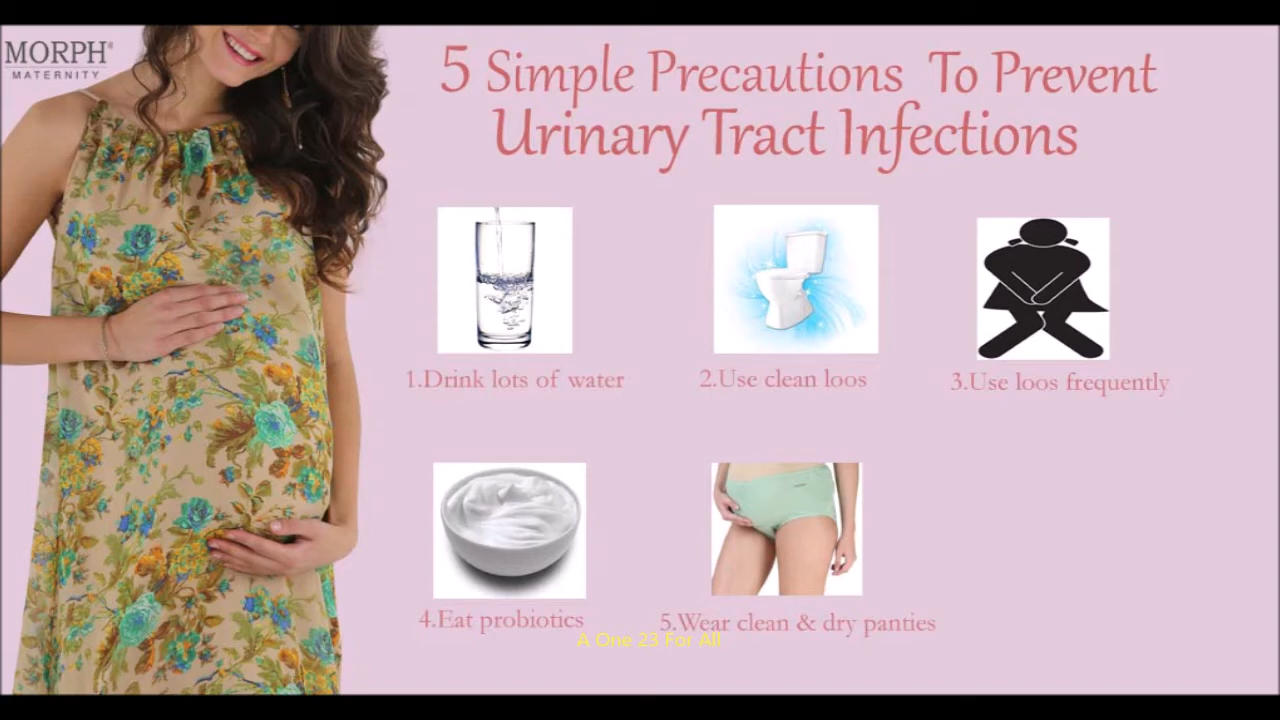 MORPH®
MATERNITY
5 Simple Precautions To Prevent
Urinary Tract Infections
1.Drink lots of water
2.Use clean loos
3.Use loos frequently
4.Eat probiotics
5.Wear clean & dry panties
A One 23 For All